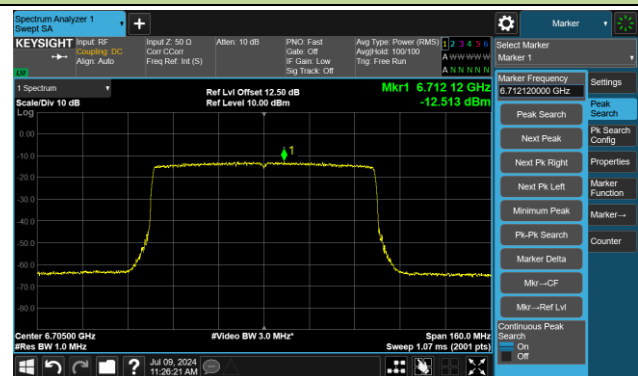 Spectrum Analyzer 1
Swept SA
Marker
KEYSIGHT
Input: RF
Coupling: DC
Align: Auto
Input Z: 50 Ω
Corr CCorr
Freq Ref: Int (S)
Atten: 10 dB
PNO: Fast
Gate: Off
IF Gain: Low
Sig Track: Off
Avg Type: Power (RMS)
Avg|Hold: 100/100
Trig: Free Run
1 2 3 4 5 6
A W W W W W
A N N N N N
LXI
Select Marker
Marker 1
1 Spectrum
Scale/Div 10 dB
Log
Ref Lvl Offset 12.50 dB
Ref Level 10.00 dBm
Mkr1 6.712 12 GHz
-12.513 dBm
0.00
-10.0
-20.0
-30.0
-40.0
-50.0
-60.0
-70.0
-80.0
1
Center 6.70500 GHz
#Res BW 1.0 MHz
#Video BW 3.0 MHz*
Span 160.0 MHz
Sweep 1.07 ms (2001 pts)
Marker Frequency
6.712120000 GHz
Peak Search
Next Peak
Next Pk Right
Next Pk Left
Minimum Peak
Pk-Pk Search
Marker Delta
Mkr→CF
Mkr→Ref Lvl
Continuous Peak
Search
On
Off
Settings
Peak
Search
Pk Search
Config
Properties
Marker
Function
Marker→
Counter
?
Jul 09, 2024
11:26:21 AM